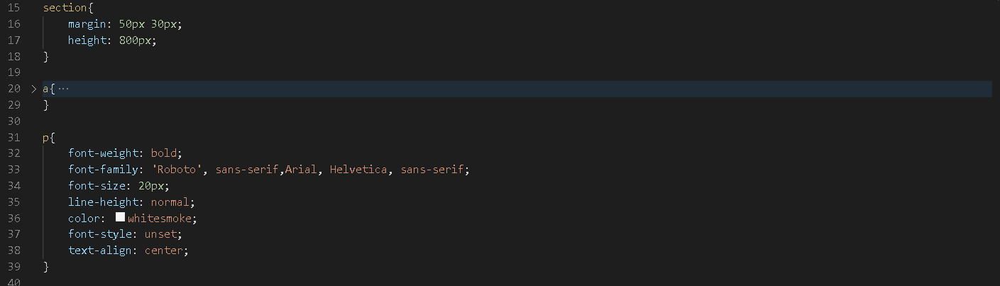 15 section{
16 margin: 50px 30px;
17 height: 800px;
18 }
19
20 > a{ ···
29 }
30
31 p{
32 font-weight: bold;
33 font-family: 'Roboto', sans-serif,Arial, Helvetica, sans-serif;
34 font-size: 20px;
35 line-height: normal;
36 color: whitesmoke;
37 font-style: unset;
38 text-align: center;
39 }
40